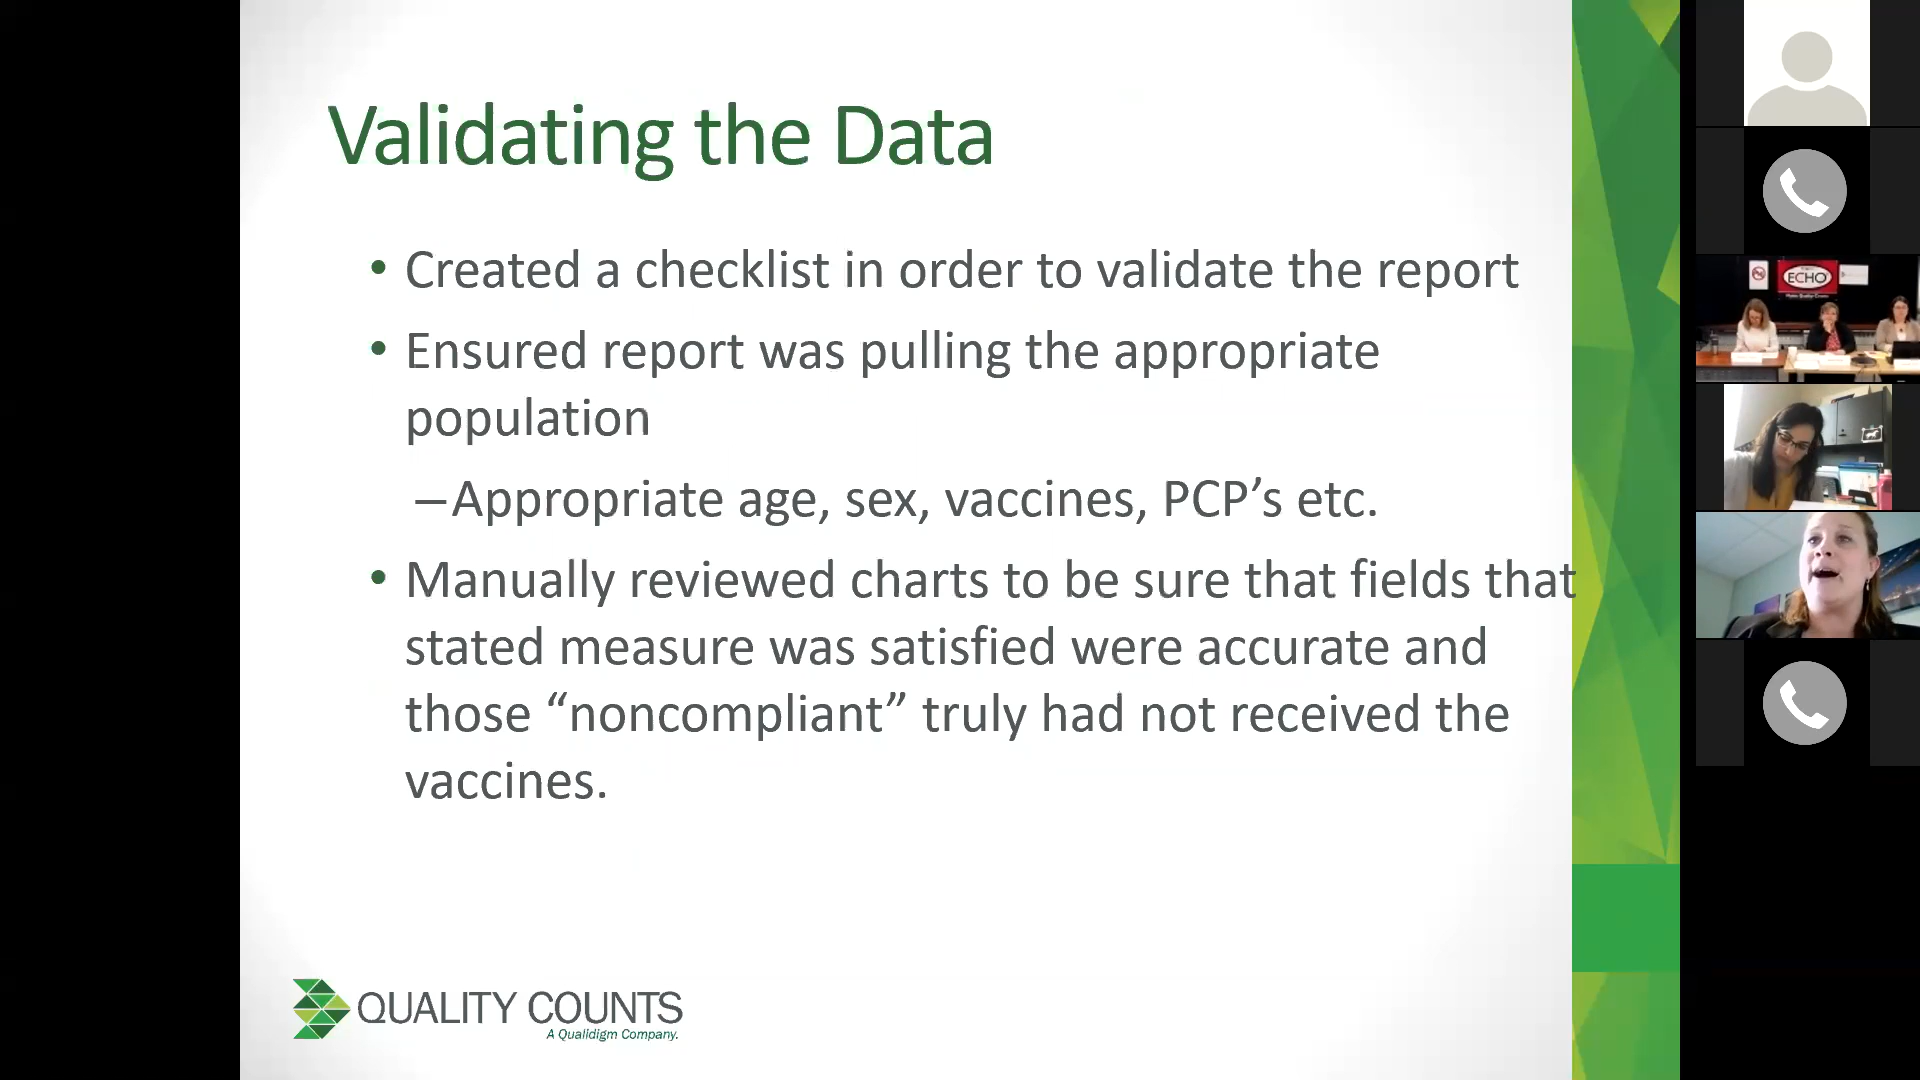 Validating the Data
• Created a checklist in order to validate the report
• Ensured report was pulling the appropriate
population
–Appropriate age, sex, vaccines, PCP’s etc.
• Manually reviewed charts to be sure that fields that
stated measure was satisfied were accurate and
those “noncompliant” truly had not received the
vaccines.
QUALITY COUNTS
A Qualidigm Company.
ECHO